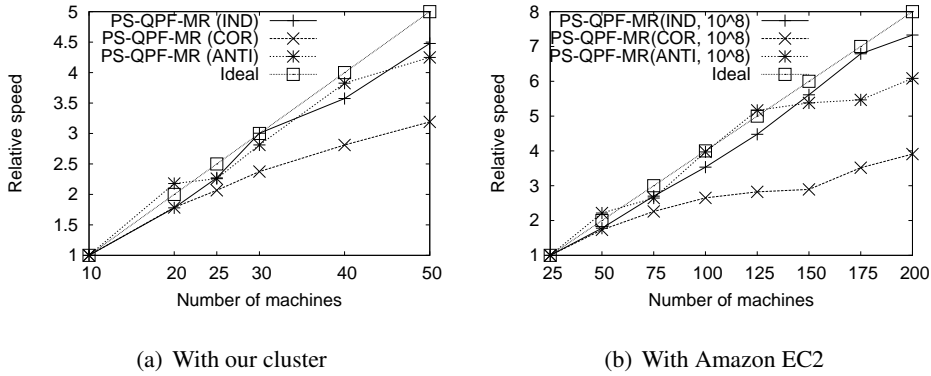 PS-QPF-MR (IND)
PS-QPF-MR (COR)
PS-QPF-MR (ANTI)
Ideal
Relative speed
5
4.5
4
3.5
3
2.5
2
1.5
1
10 20 25 30 40 50
Number of machines
(a) With our cluster
PS-QPF-MR(IND, 10^8)
PS-QPF-MR(COR, 10^8)
PS-QPF-MR(ANTI, 10^8)
Ideal
Relative speed
8
7
6
5
4
3
2
1
25 50 75 100 125 150 175 200
Number of machines
(b) With Amazon EC2